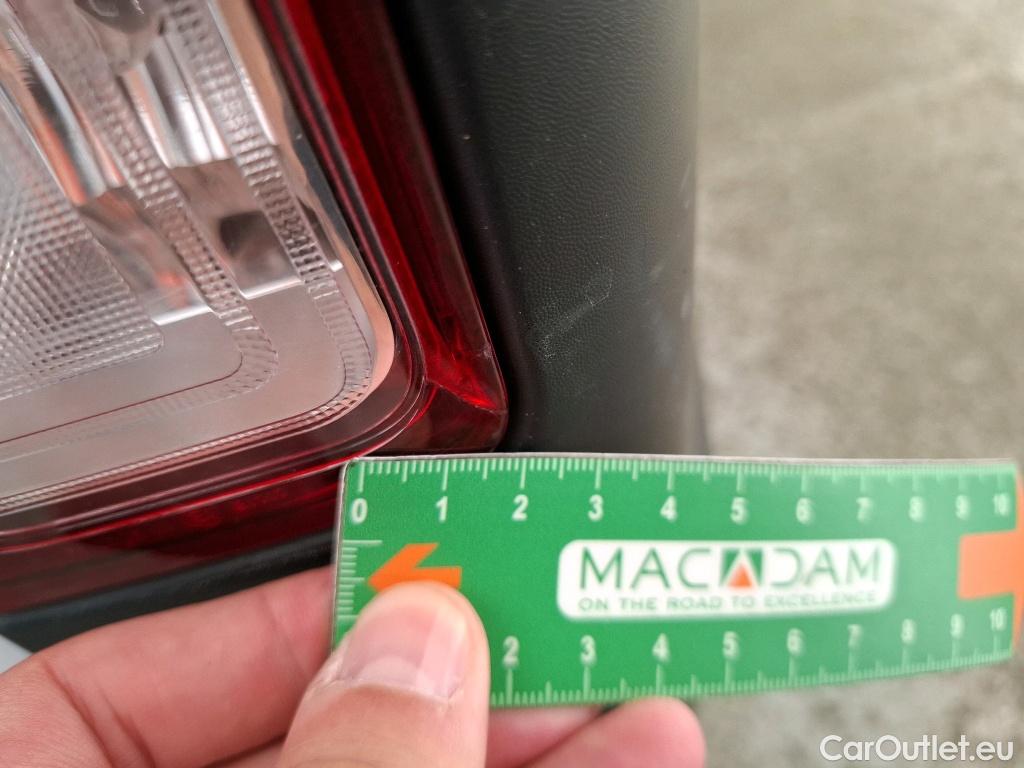 0 1 2 3 4 5 6 7 8 9 10
MACADAM
ON THE ROAD TO EXCELLENCE
2 3 4 5 6 7 8 9 10
CarOutlet.eu